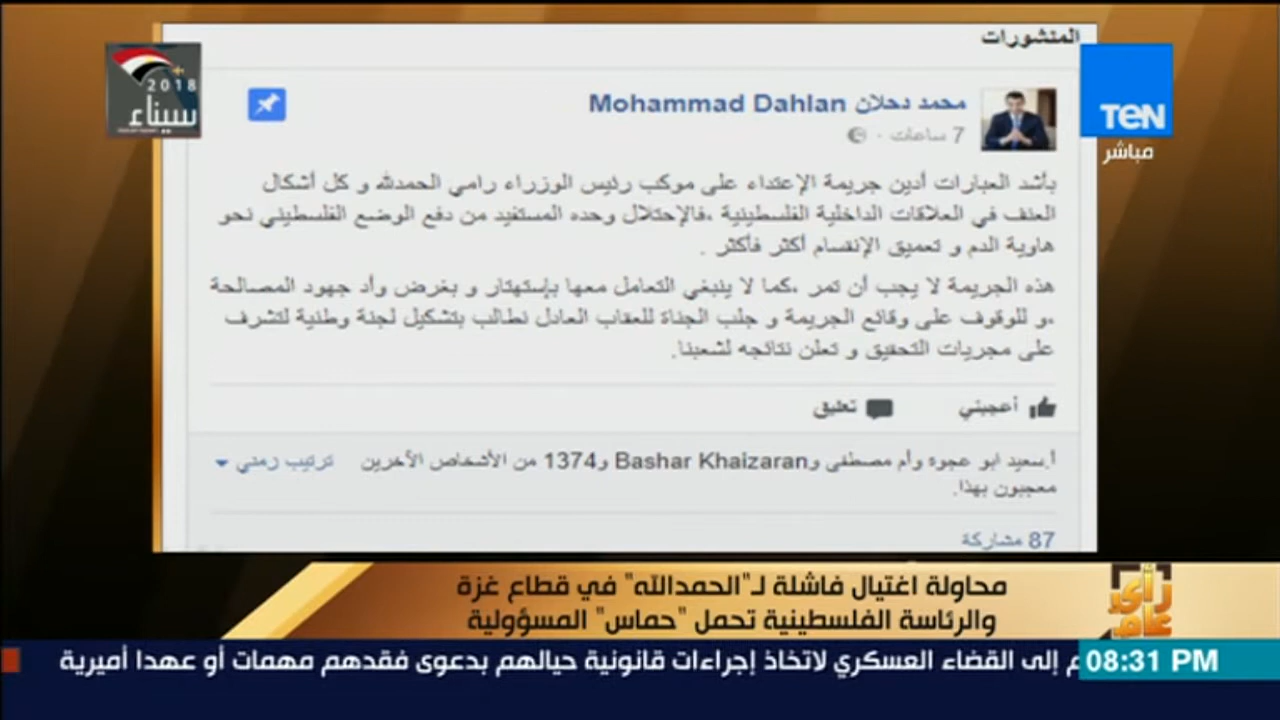 المنشورات
2018
سيناء
TEN
مباشر
محمد دحلان Mohammad Dahlan
7 ساعات ·
بأشد العبارات أدين جريمة الإعتداء على موكب رئيس الوزراء رامي الحمدلله و كل أشكال
العنف في العلاقات الداخلية الفلسطينية ،فالإحتلال وحده المستفيد من دفع الوضع الفلسطيني نحو
هاوية الدم و تعميق الإنقسام أكثر فأكثر .
هذه الجريمة لا يجب أن تمر ،كما لا ينبغي التعامل معها بإستهتار و بغرض وأد جهود المصالحة
،و للوقوف على وقائع الجريمة و جلب الجناة للعقاب العادل نطالب بتشكيل لجنة وطنية لتشرف
على مجريات التحقيق و تعلن نتائجه لشعبنا.
أعجبني تعليق
أ.سعيد ابو عجوه وأم مصطفى وBashar Khaizaran و1374 من الأشخاص الآخرين
ترتيب زمني
معجبون بهذا.
87 مشاركة
محاولة اغتيال فاشلة لـ"الحمدالله" في قطاع غزة
والرئاسة الفلسطينية تحمل "حماس" المسؤولية
رأي
عام
م إلى القضاء العسكري لاتخاذ إجراءات قانونية حيالهم بدعوى فقدهم مهمات أو عهدا أميرية
08:31 PM